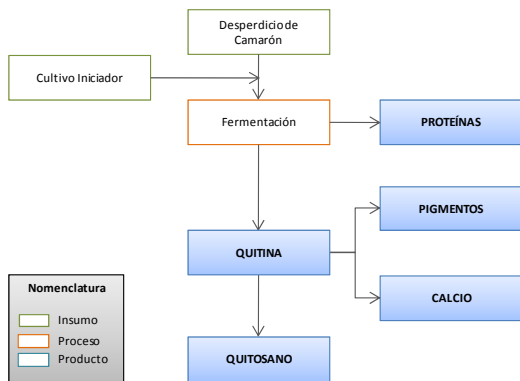 Desperdicio de
Camarón
Cultivo Iniciador
Fermentación
PROTEÍNAS
PIGMENTOS
QUITINA
CALCIO
QUITOSANO
Nomenclatura
Insumo
Proceso
Producto